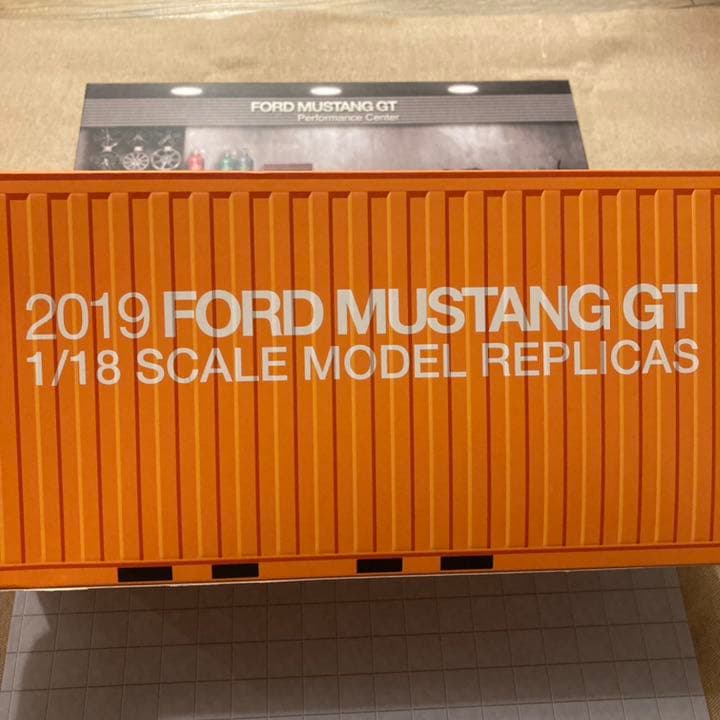 FORD MUSTANG GT
Performance Center
2019 FORD MUSTANG GT
1/18 SCALE MODEL REPLICAS